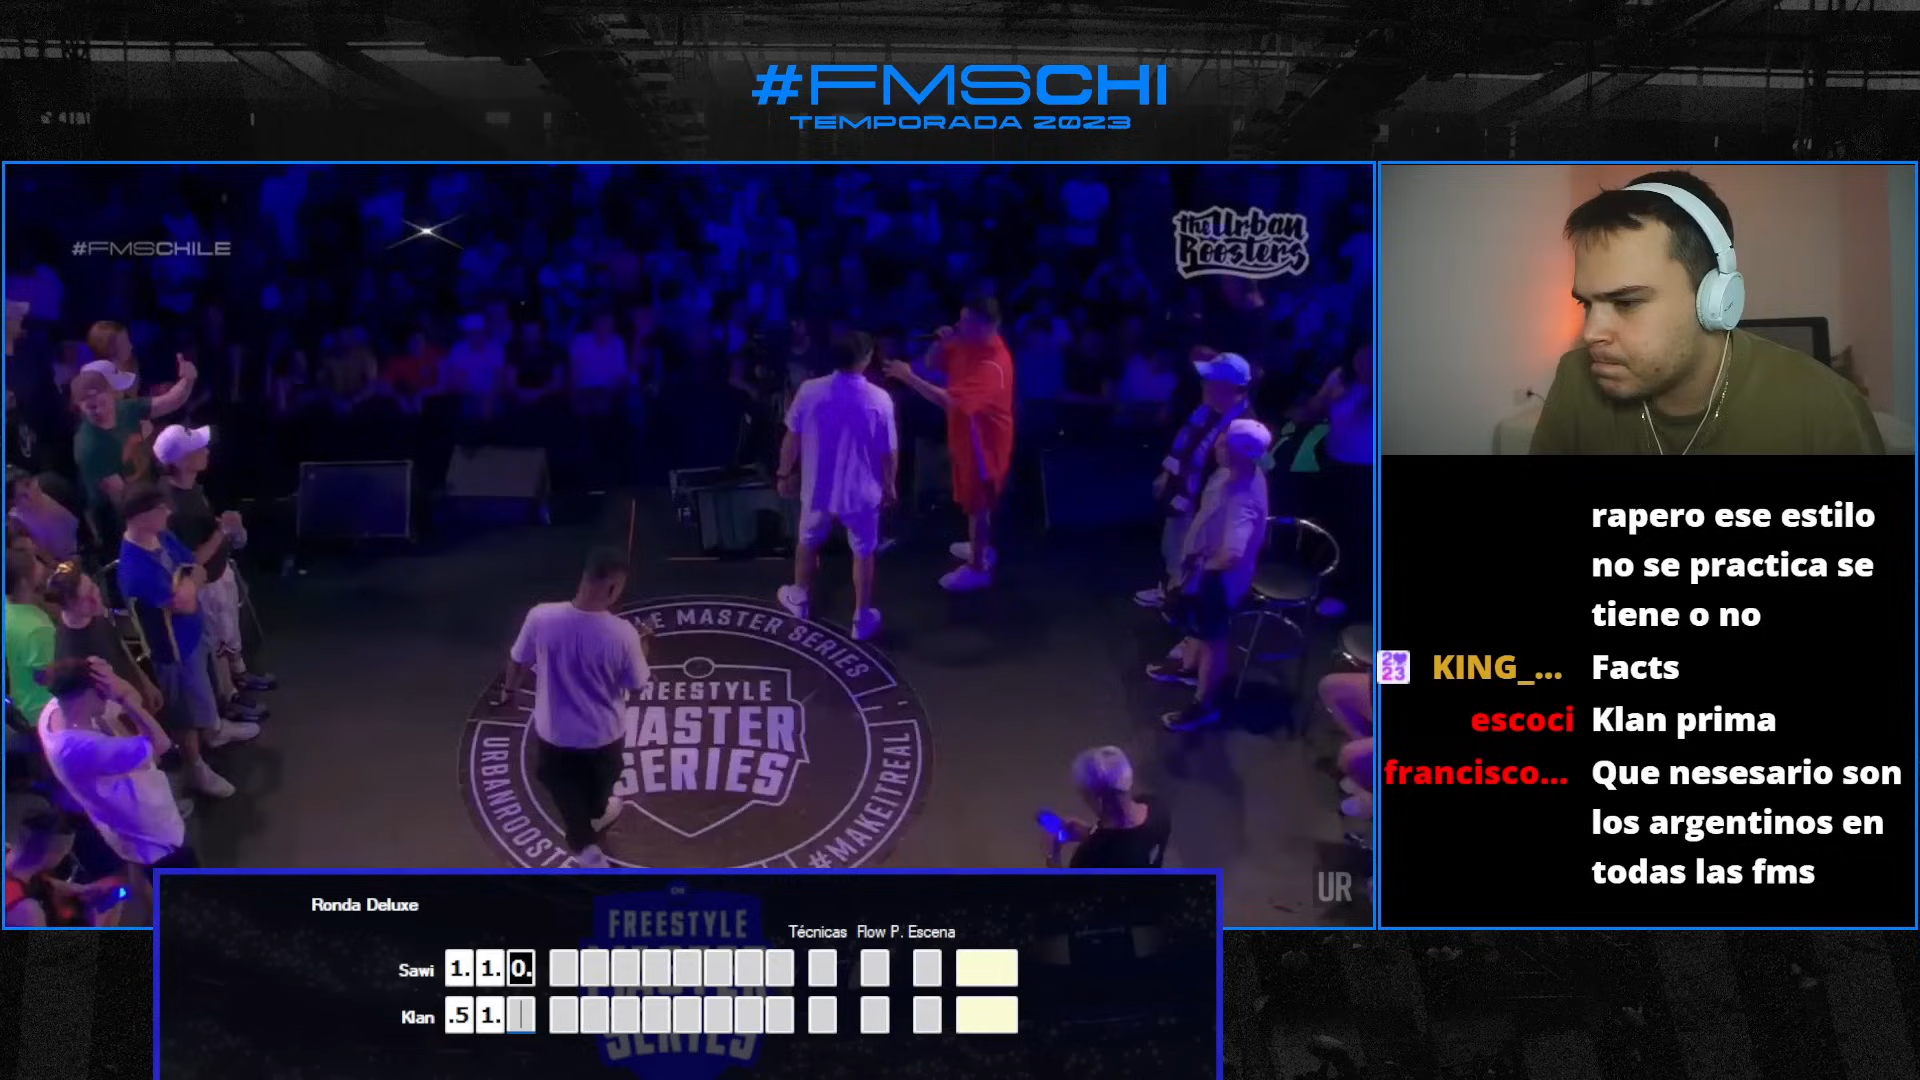 #FMSCHI
TEMPORADA 2023
#FMSCHILE
the Urban
Roosters
MASTER SERIES
FREESTYLE
MASTER
SERIES
#MAKEITREAL
UR
rapero ese estilo
no se practica se
tiene o no
KING_... Facts
escoci Klan prima
francisco... Que nesesario son
los argentinos en
todas las fms
Ronda Deluxe
FREESTYLE
Técnicas Flow P. Escena
Sawi 1. 1. 0.
Klan .5 1.
SERIES